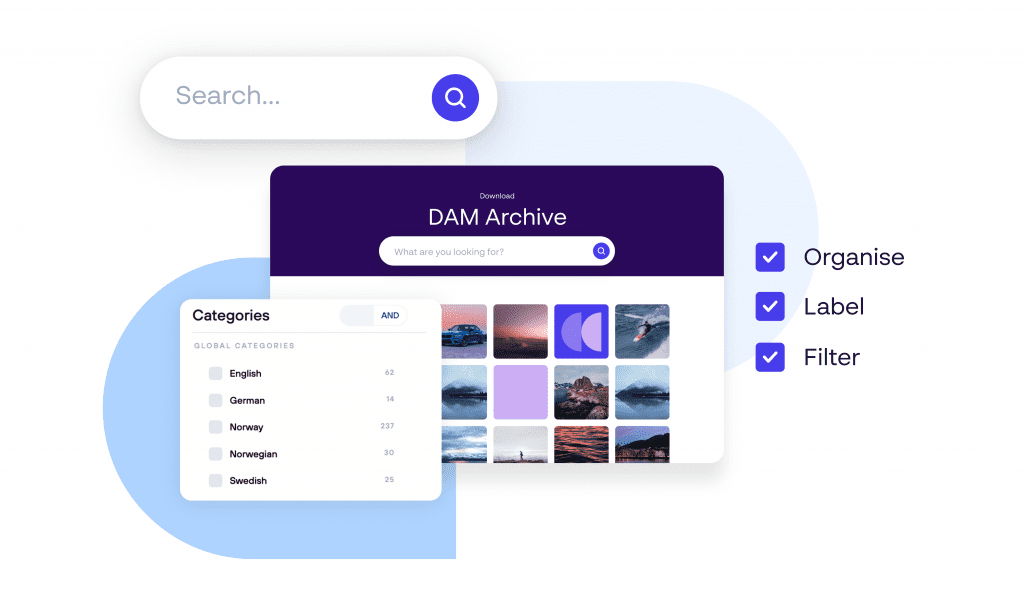 Search...
Download
DAM Archive
What are you looking for?
Categories
AND
GLOBAL CATEGORIES
English 62
German 14
Norway 237
Norwegian 30
Swedish 25
Organise
Label
Filter